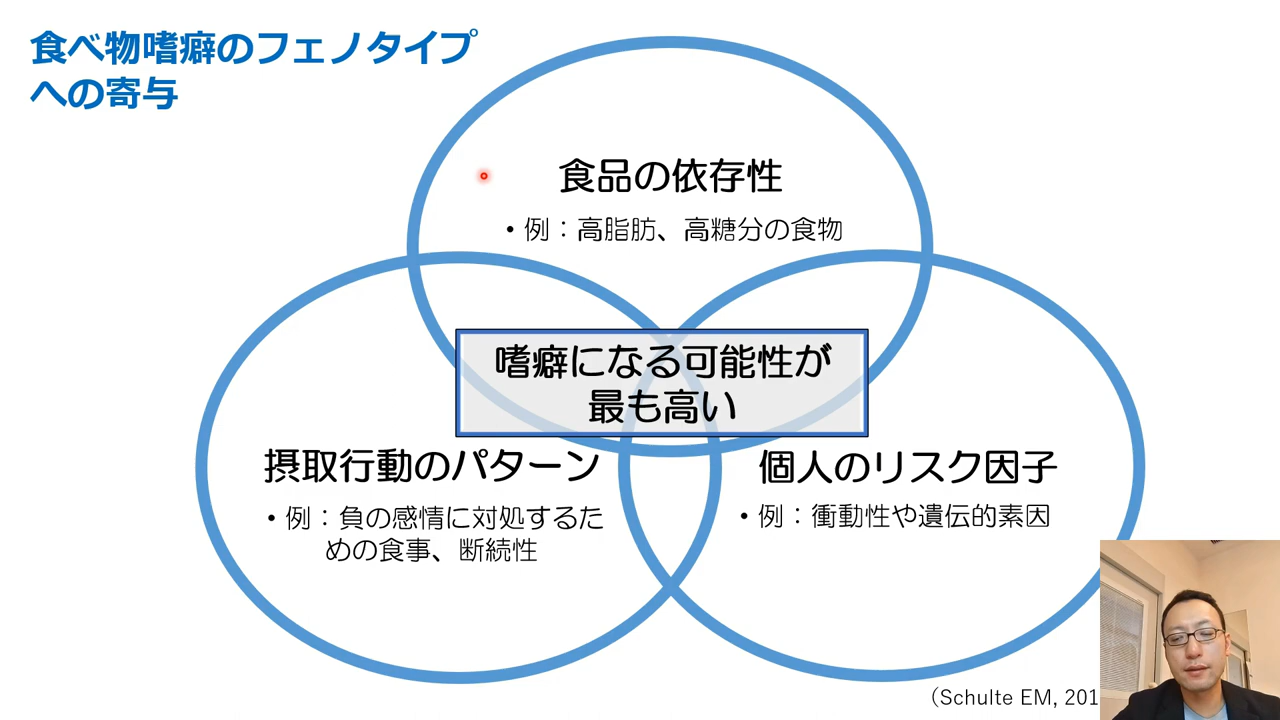 食べ物嗜癖のフェノタイプ
への寄与
食品の依存性
・例：高脂肪、高糖分の食物
嗜癖になる可能性が
最も高い
摂取行動のパターン
・例：負の感情に対処するた
めの食事、断続性
個人のリスク因子
・例：衝動性や遺伝的素因
（Schulte EM, 201